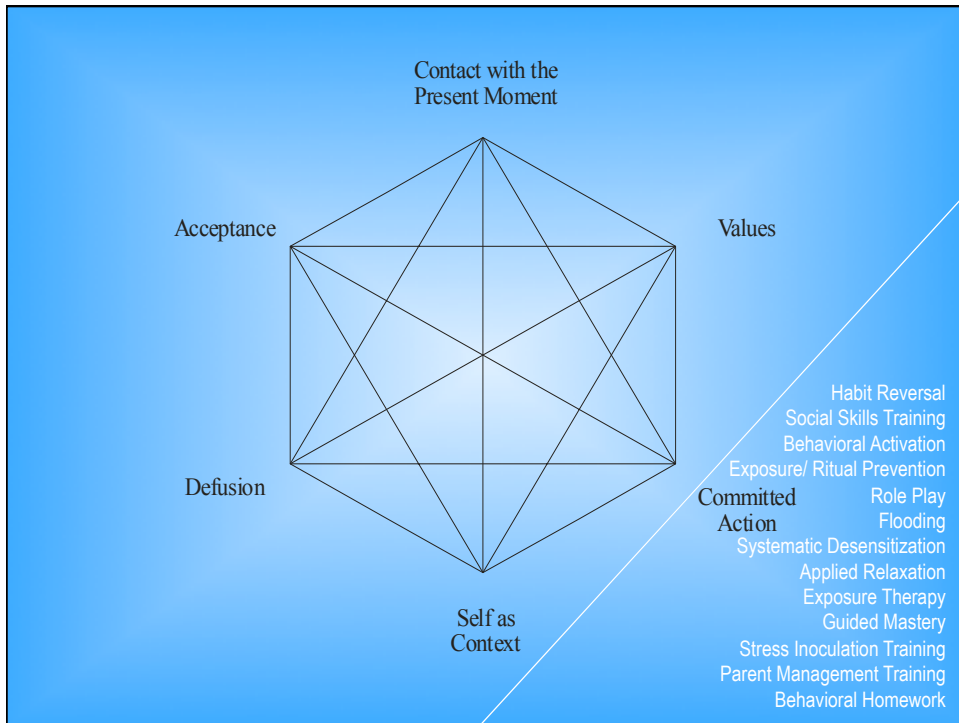 Contact with the
Present Moment
Acceptance
Values
Defusion
Committed
Action
Self as
Context
Habit Reversal
Social Skills Training
Behavioral Activation
Exposure/ Ritual Prevention
Role Play
Flooding
Systematic Desensitization
Applied Relaxation
Exposure Therapy
Guided Mastery
Stress Inoculation Training
Parent Management Training
Behavioral Homework